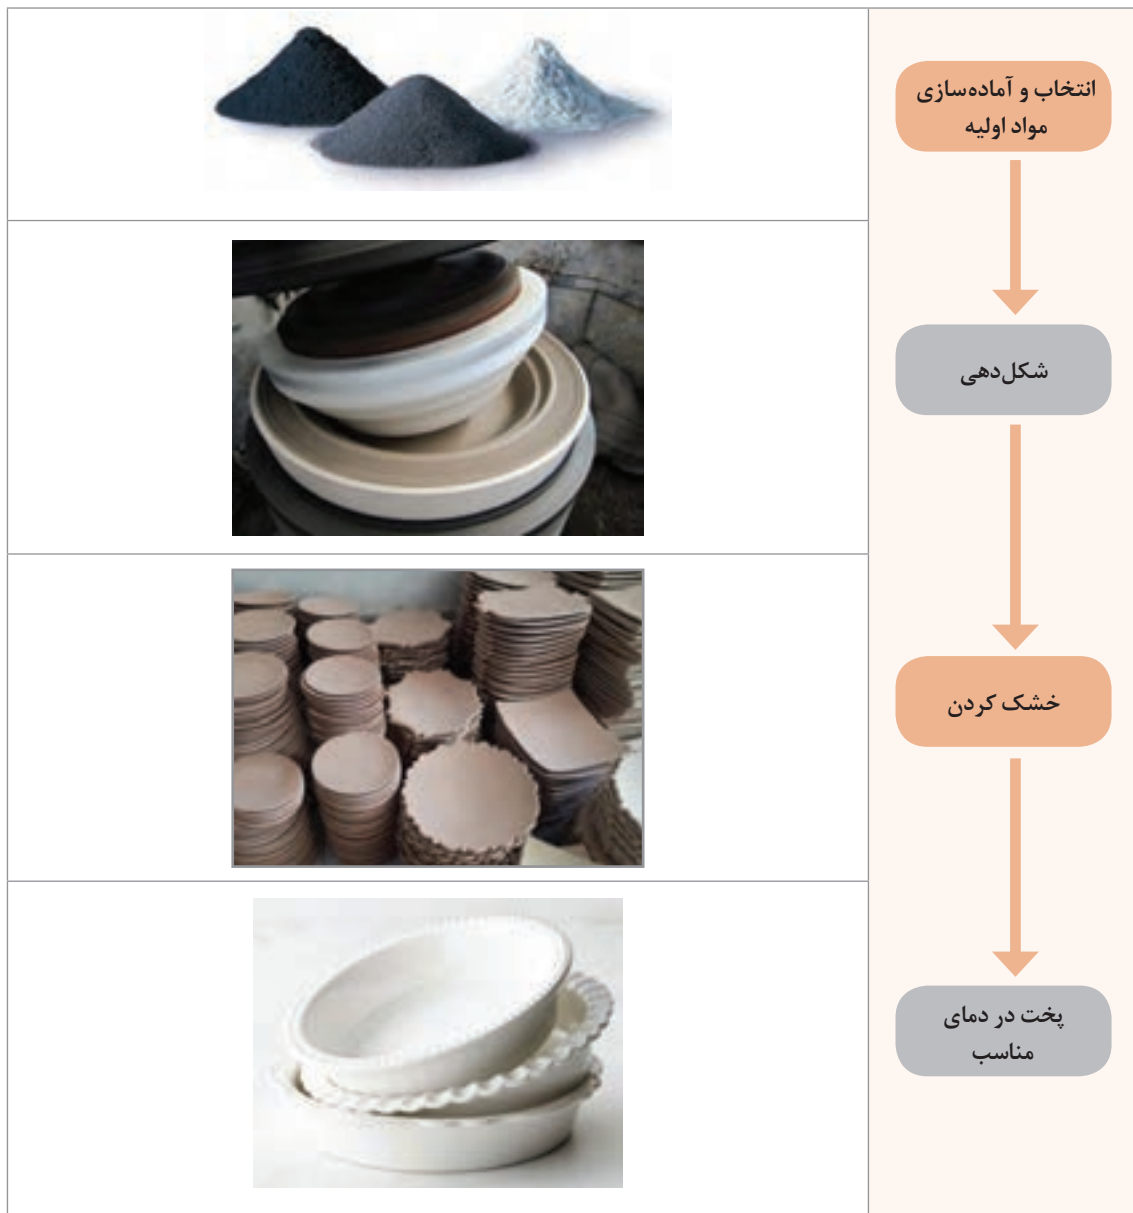 انتخاب و آماده‌سازی
مواد اولیه
شکل‌دهی
خشک کردن
پخت در دمای
مناسب